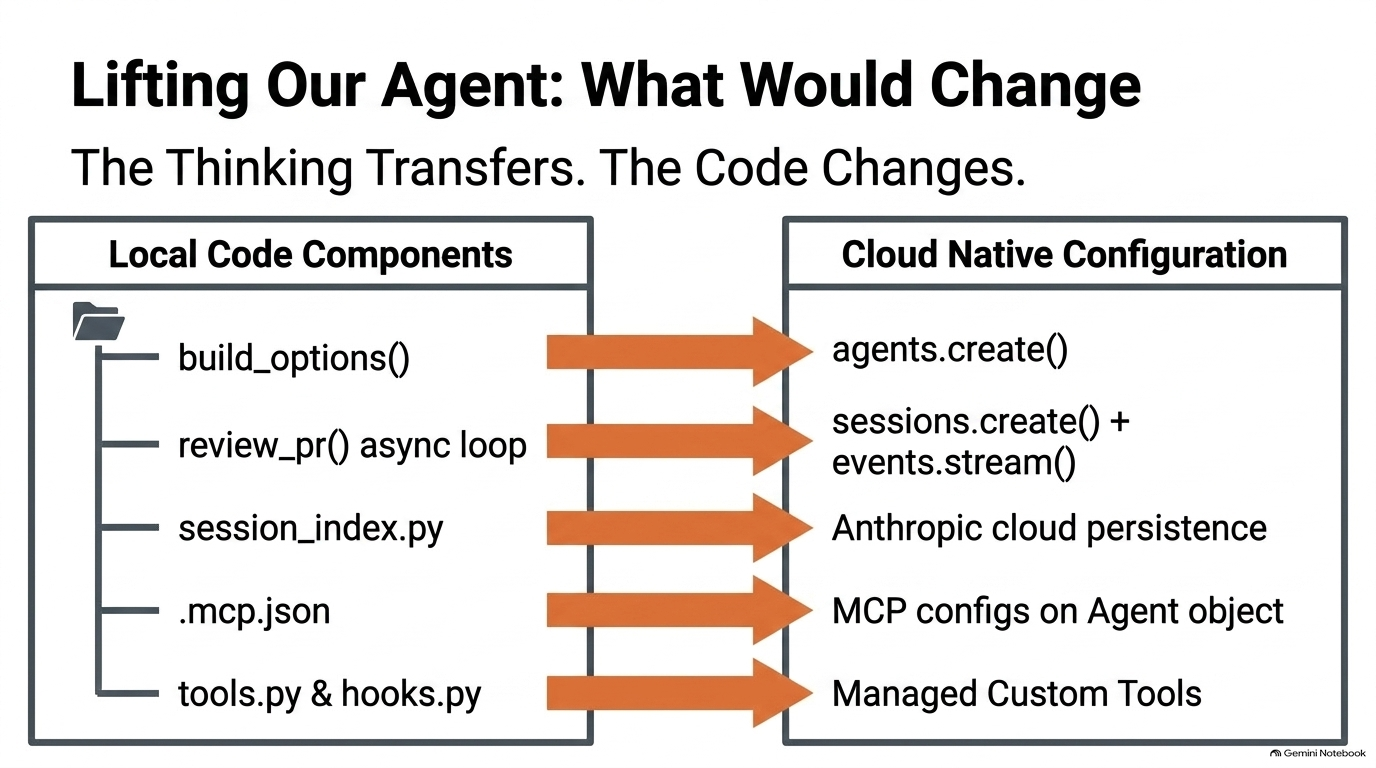 Lifting Our Agent: What Would Change
The Thinking Transfers. The Code Changes.
Local Code Components
build_options()
review_pr() async loop
session_index.py
.mcp.json
tools.py & hooks.py
Cloud Native Configuration
agents.create()
sessions.create() +
events.stream()
Anthropic cloud persistence
MCP configs on Agent object
Managed Custom Tools
Gemini Notebook